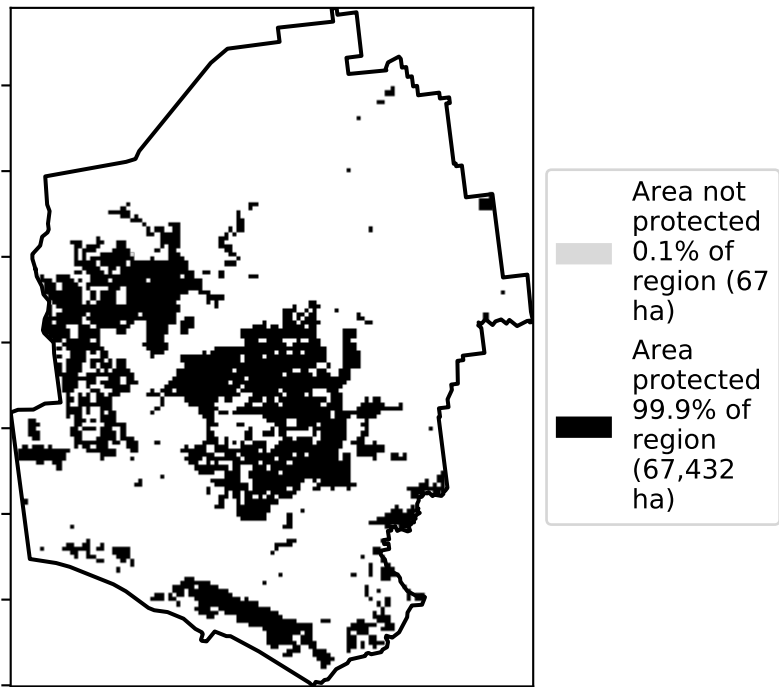 Area not
protected
0.1% of
region (67
ha)
Area
protected
99.9% of
region
(67,432
ha)